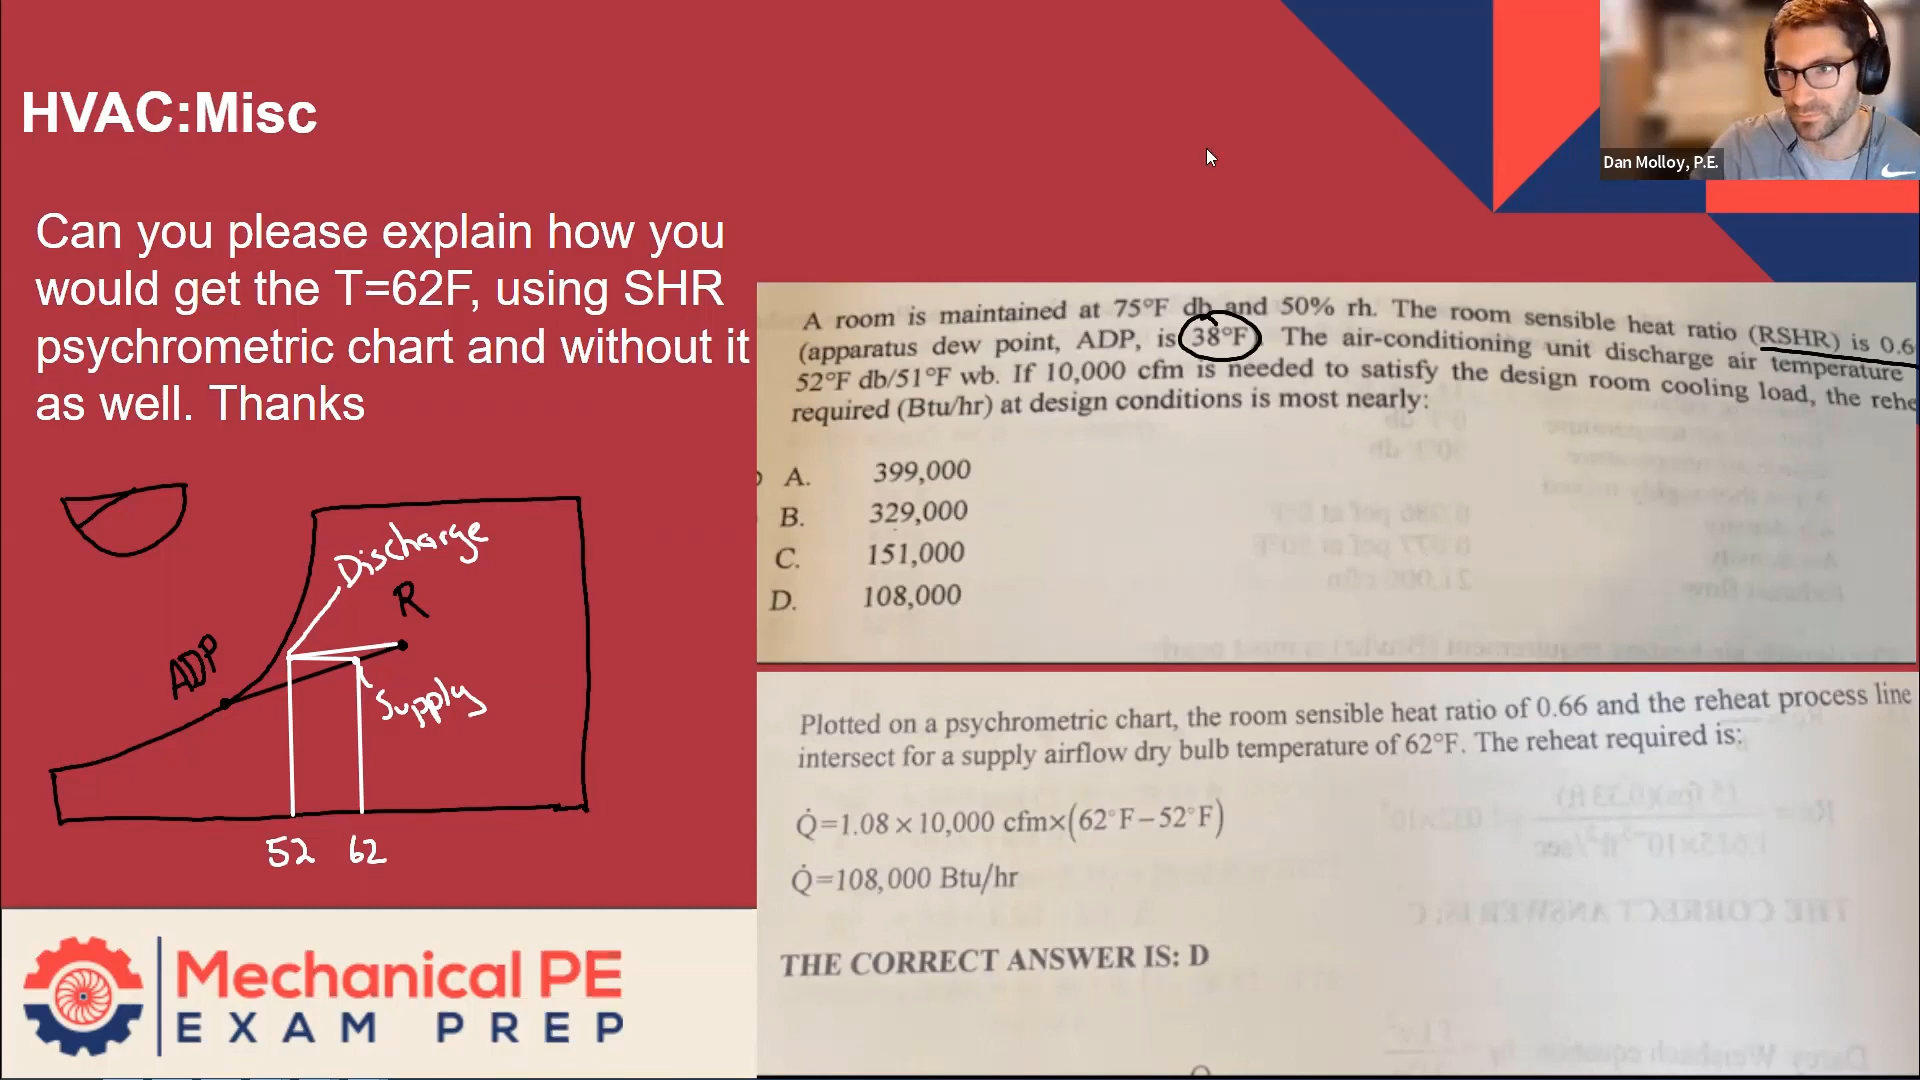 HVAC:Misc
Dan Molloy, P.E.
Can you please explain how you
would get the T=62F, using SHR
psychrometric chart and without it
as well. Thanks
A room is maintained at 75°F db and 50% rh. The room sensible heat ratio (RSHR) is 0.6
(apparatus dew point, ADP, is 38°F) The air-conditioning unit discharge air temperature
52°F db/51°F wb. If 10,000 cfm is needed to satisfy the design room cooling load, the rehe
required (Btu/hr) at design conditions is most nearly:
A. 399,000
B. 329,000
C. 151,000
D. 108,000
Discharge
R
ADP
Supply
52 62
Plotted on a psychrometric chart, the room sensible heat ratio of 0.66 and the reheat process line
intersect for a supply airflow dry bulb temperature of 62°F. The reheat required is:
Q̇=1.08 × 10,000 cfm×(62°F−52°F)
Q̇=108,000 Btu/hr
THE CORRECT ANSWER IS: D
Mechanical PE
EXAM PREP